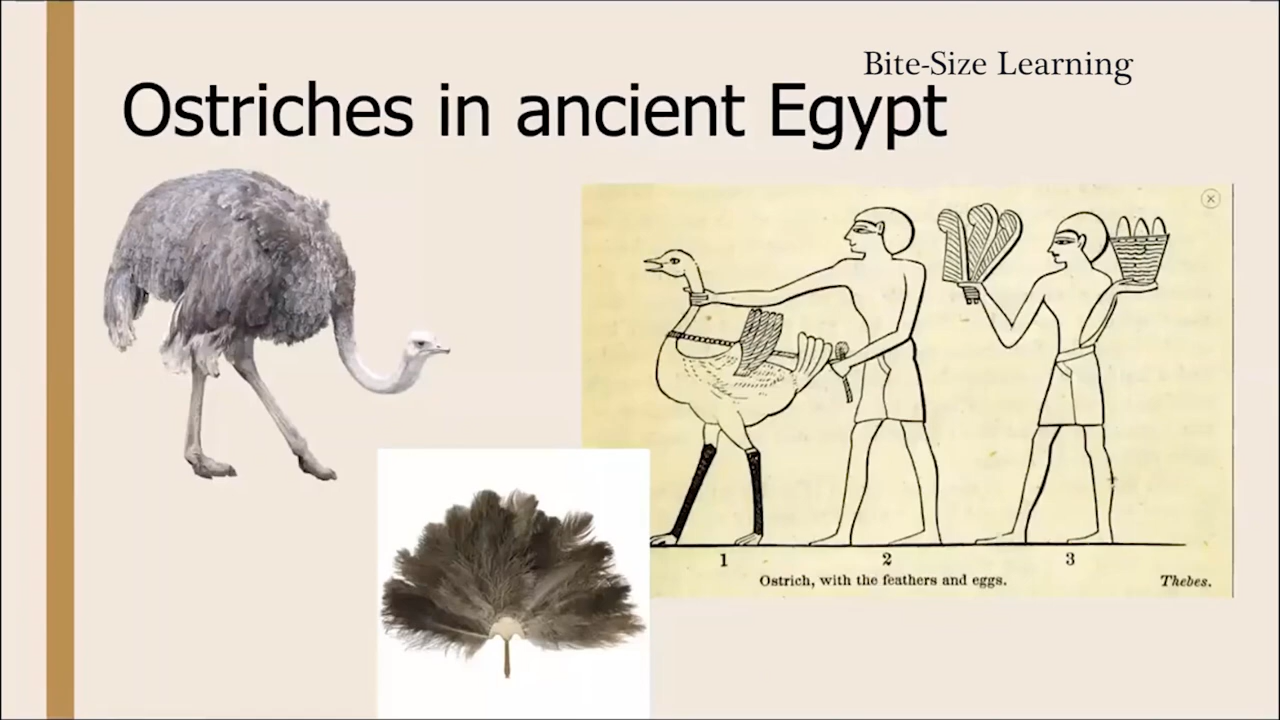 Bite-Size Learning
Ostriches in ancient Egypt
1 2 3
Ostrich, with the feathers and eggs. Thebes.